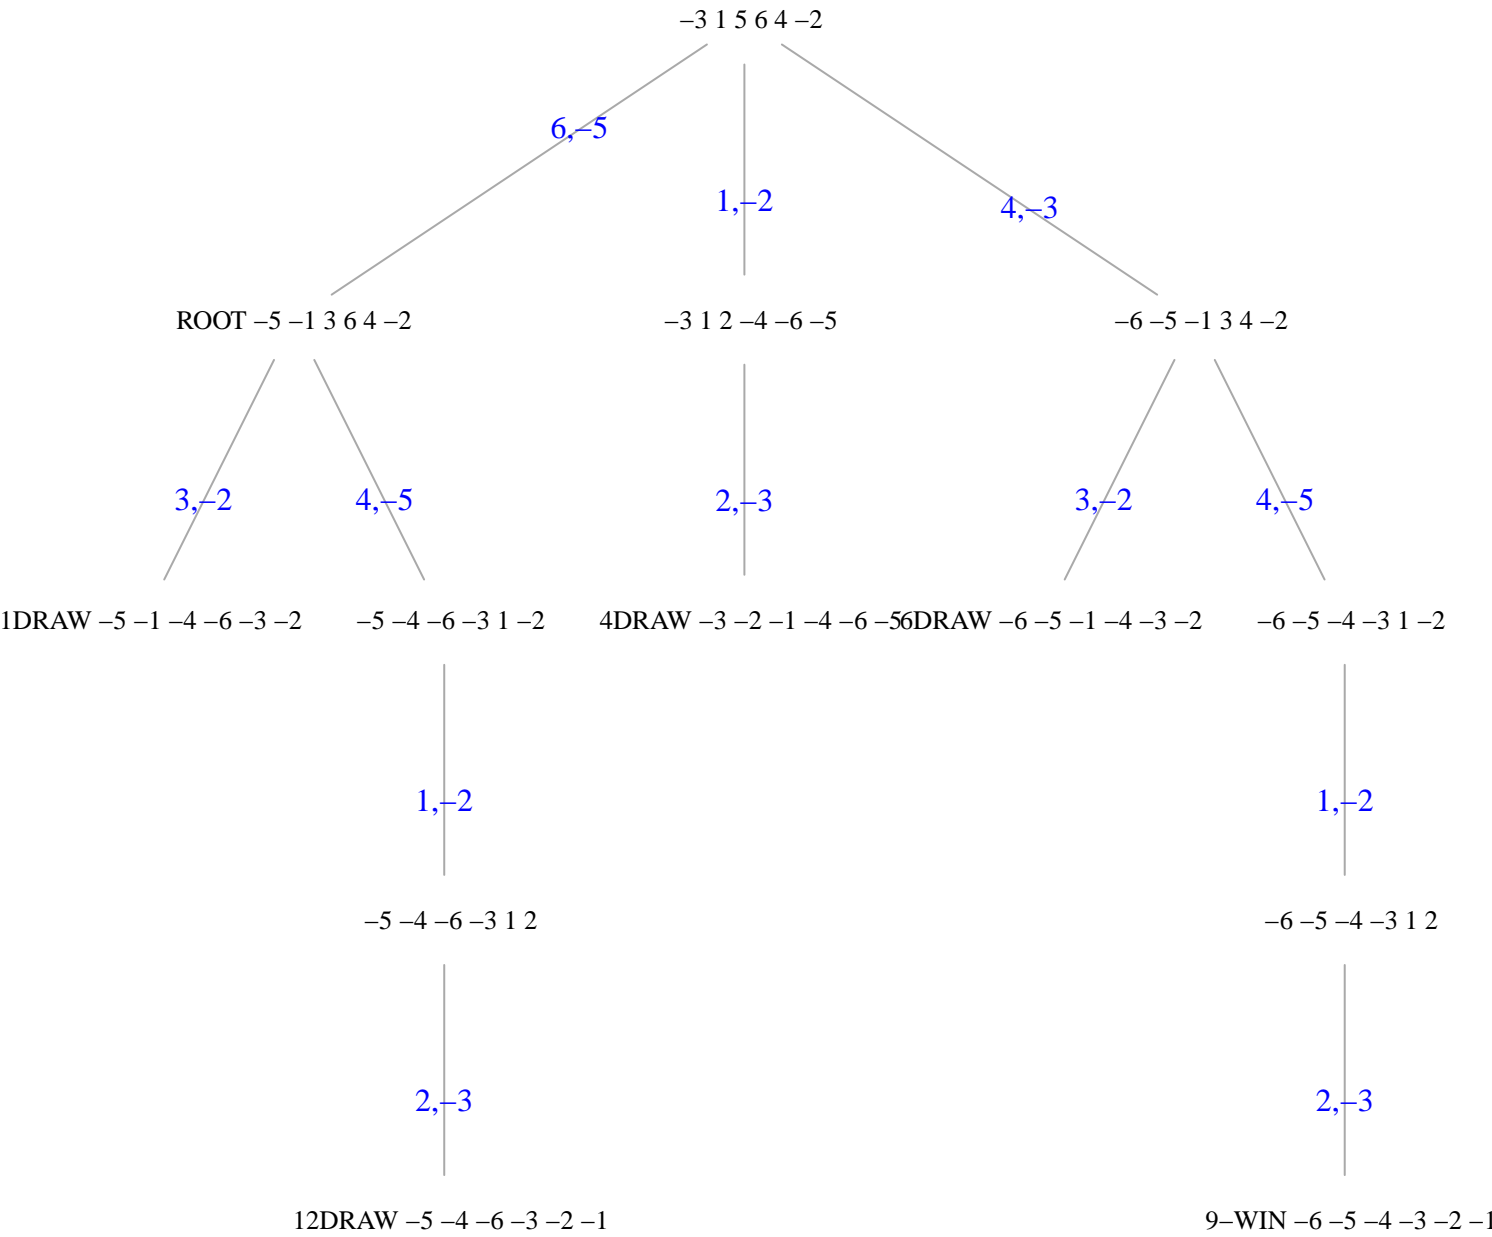 –3 1 5 6 4 –2
6,–5
1,–2
4,–3
ROOT –5 –1 3 6 4 –2
–3 1 2 –4 –6 –5
–6 –5 –1 3 4 –2
3,–2
4,–5
2,–3
3,–2
4,–5
1DRAW –5 –1 –4 –6 –3 –2
–5 –4 –6 –3 1 –2
4DRAW –3 –2 –1 –4 –6 –5
6DRAW –6 –5 –1 –4 –3 –2
–6 –5 –4 –3 1 –2
1,–2
1,–2
–5 –4 –6 –3 1 2
–6 –5 –4 –3 1 2
2,–3
2,–3
12DRAW –5 –4 –6 –3 –2 –1
9–WIN –6 –5 –4 –3 –2 –1